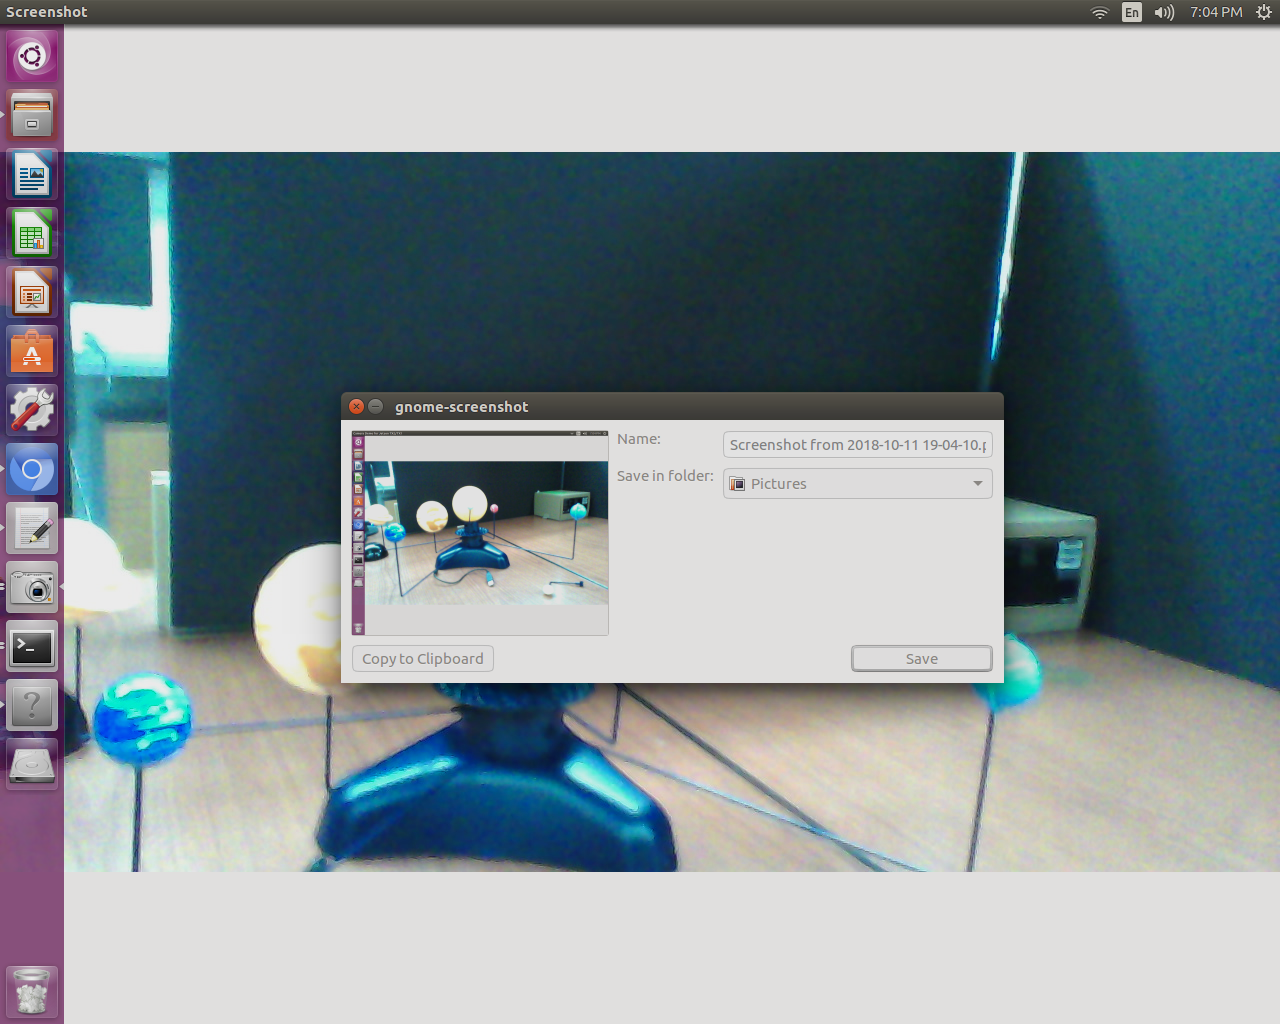 Screenshot
En
7:04 PM
gnome-screenshot
Name:
Screenshot from 2018-10-11 19-04-10.p
Save in folder:
Pictures
Copy to Clipboard
Save